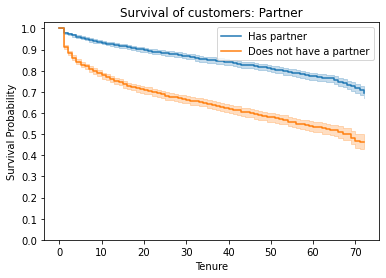 Survival of customers: Partner
Has partner
Does not have a partner
Survival Probability
1.0
0.9
0.8
0.7
0.6
0.5
0.4
0.3
0.2
0.1
0.0
0 10 20 30 40 50 60 70
Tenure